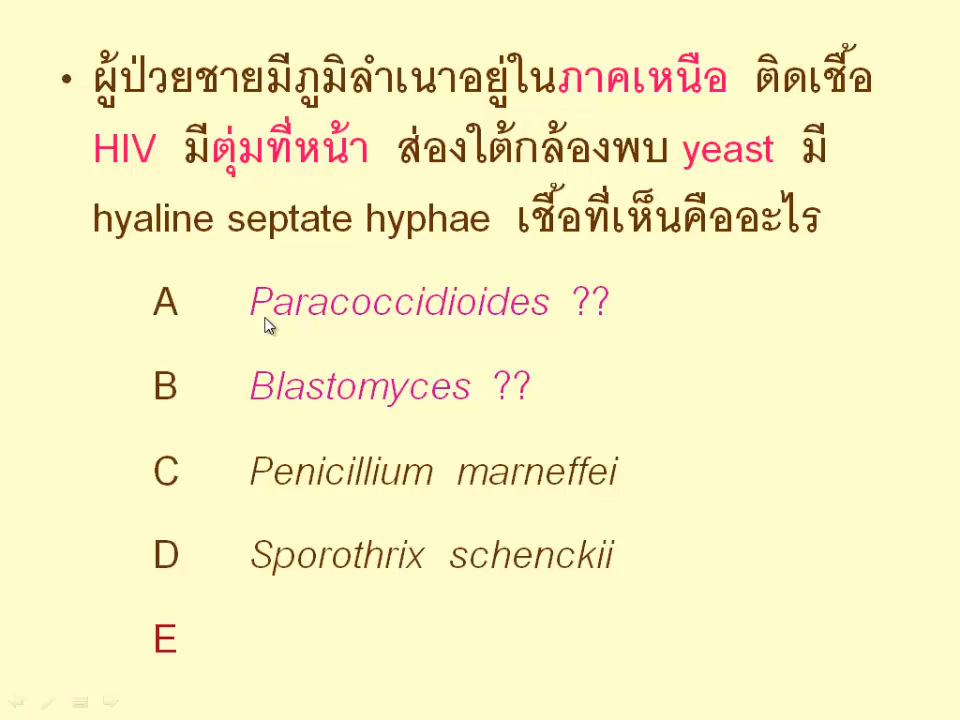 • ผู้ป่วยชายมีภูมิลำเนาอยู่ในภาคเหนือ ติดเชื้อ
HIV มีตุ่มที่หน้า ส่องใต้กล้องพบ yeast มี
hyaline septate hyphae เชื้อที่เห็นคืออะไร
A Paracoccidioides ??
B Blastomyces ??
C Penicillium marneffei
D Sporothrix schenckii
E